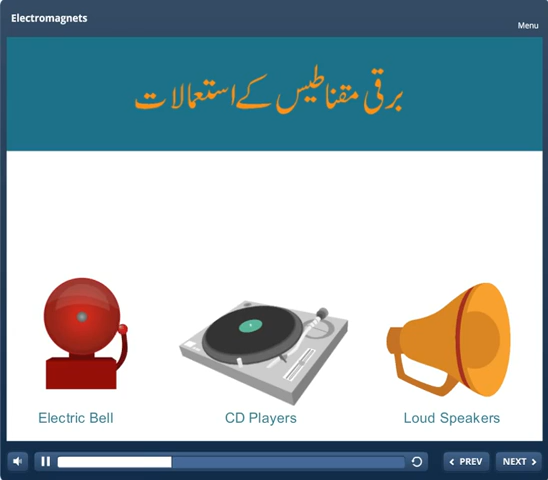 Electromagnets
Menu
برقی مقناطیس کے استعمالات
Electric Bell
CD Players
Loud Speakers
PREV
NEXT